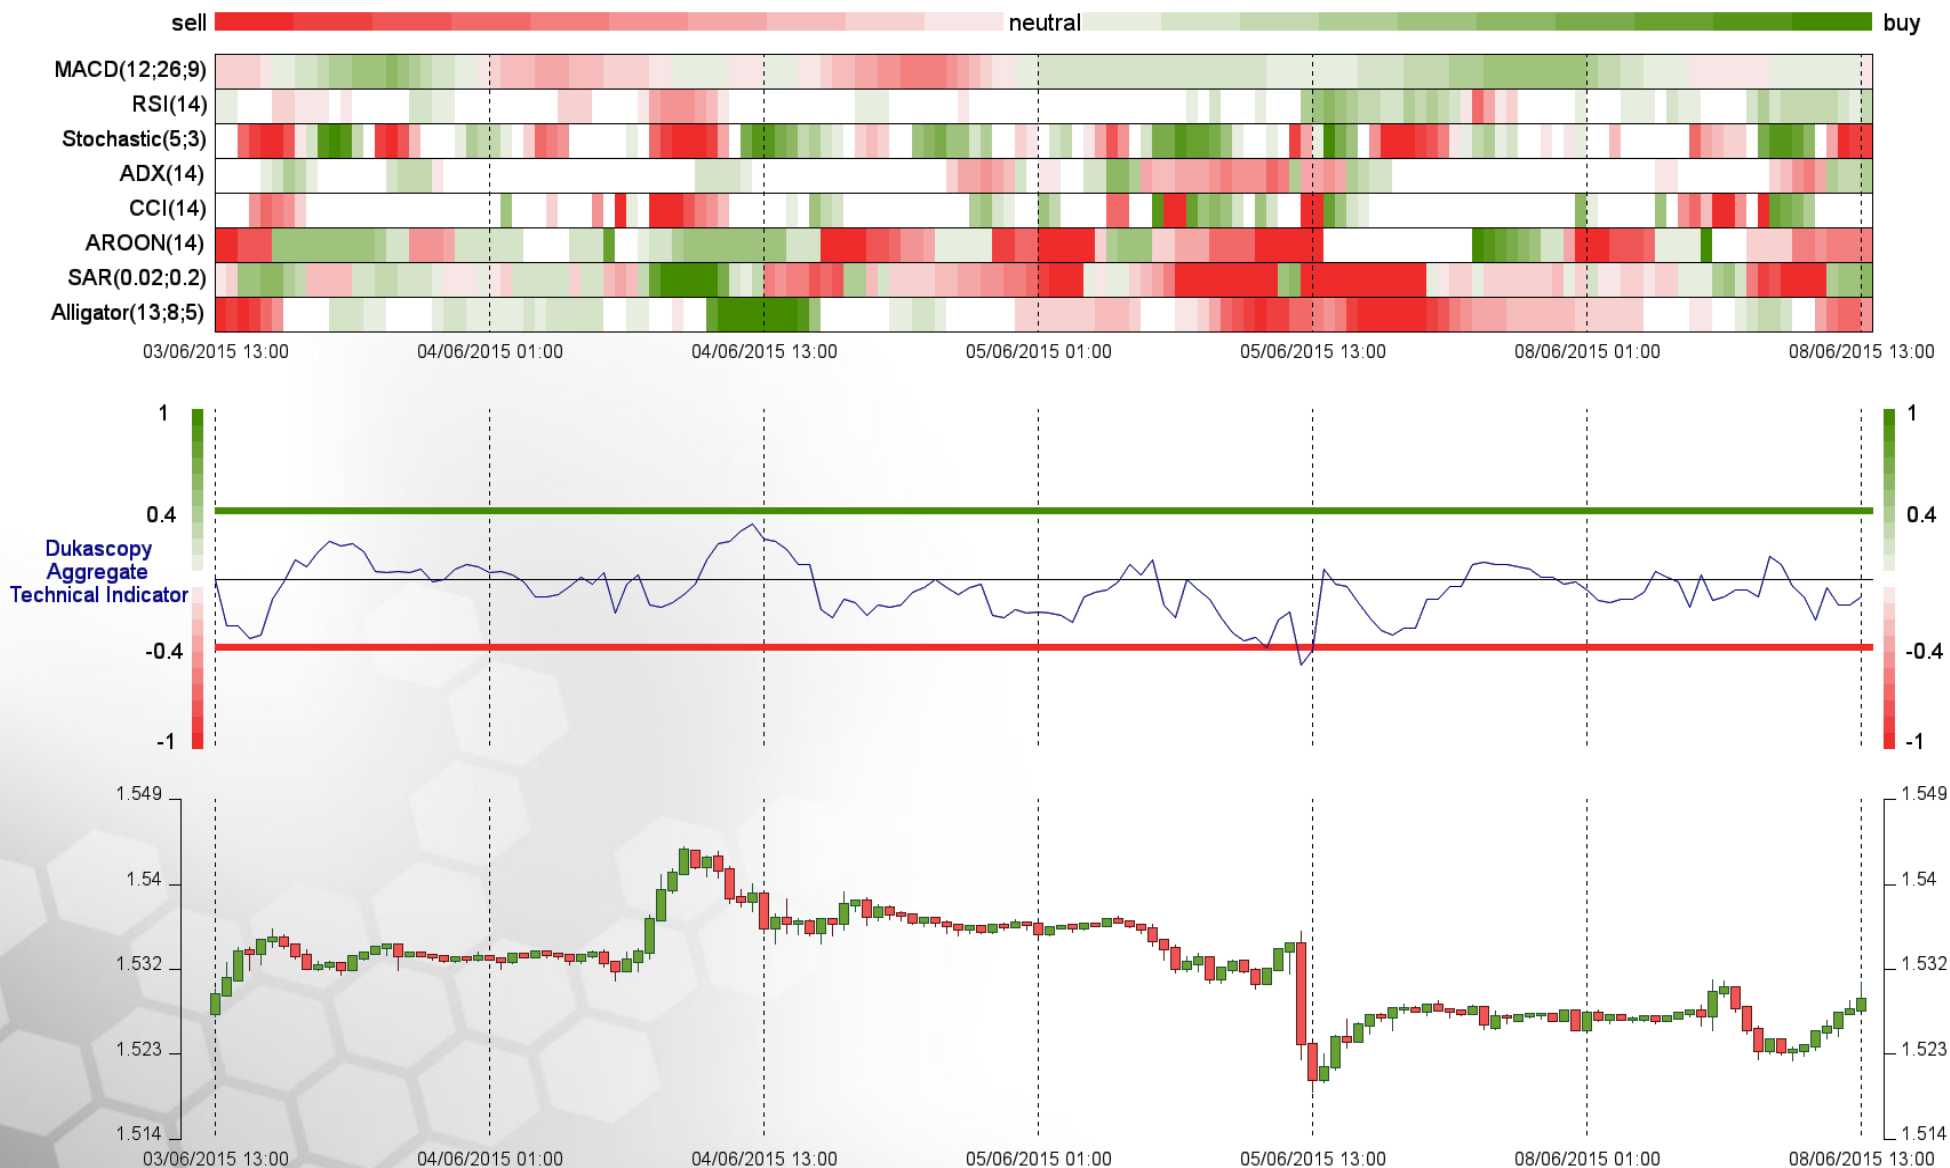 sell neutral buy
MACD(12;26;9)
RSI(14)
Stochastic(5;3)
ADX(14)
CCI(14)
AROON(14)
SAR(0.02;0.2)
Alligator(13;8;5)
03/06/2015 13:00 04/06/2015 01:00 04/06/2015 13:00 05/06/2015 01:00 05/06/2015 13:00 08/06/2015 01:00 08/06/2015 13:00
1 1
0.4 0.4
Dukascopy
Aggregate
Technical Indicator
-0.4 -0.4
-1 -1
1.549 1.549
1.54 1.54
1.532 1.532
1.523 1.523
1.514 1.514
03/06/2015 13:00 04/06/2015 01:00 04/06/2015 13:00 05/06/2015 01:00 05/06/2015 13:00 08/06/2015 01:00 08/06/2015 13:00